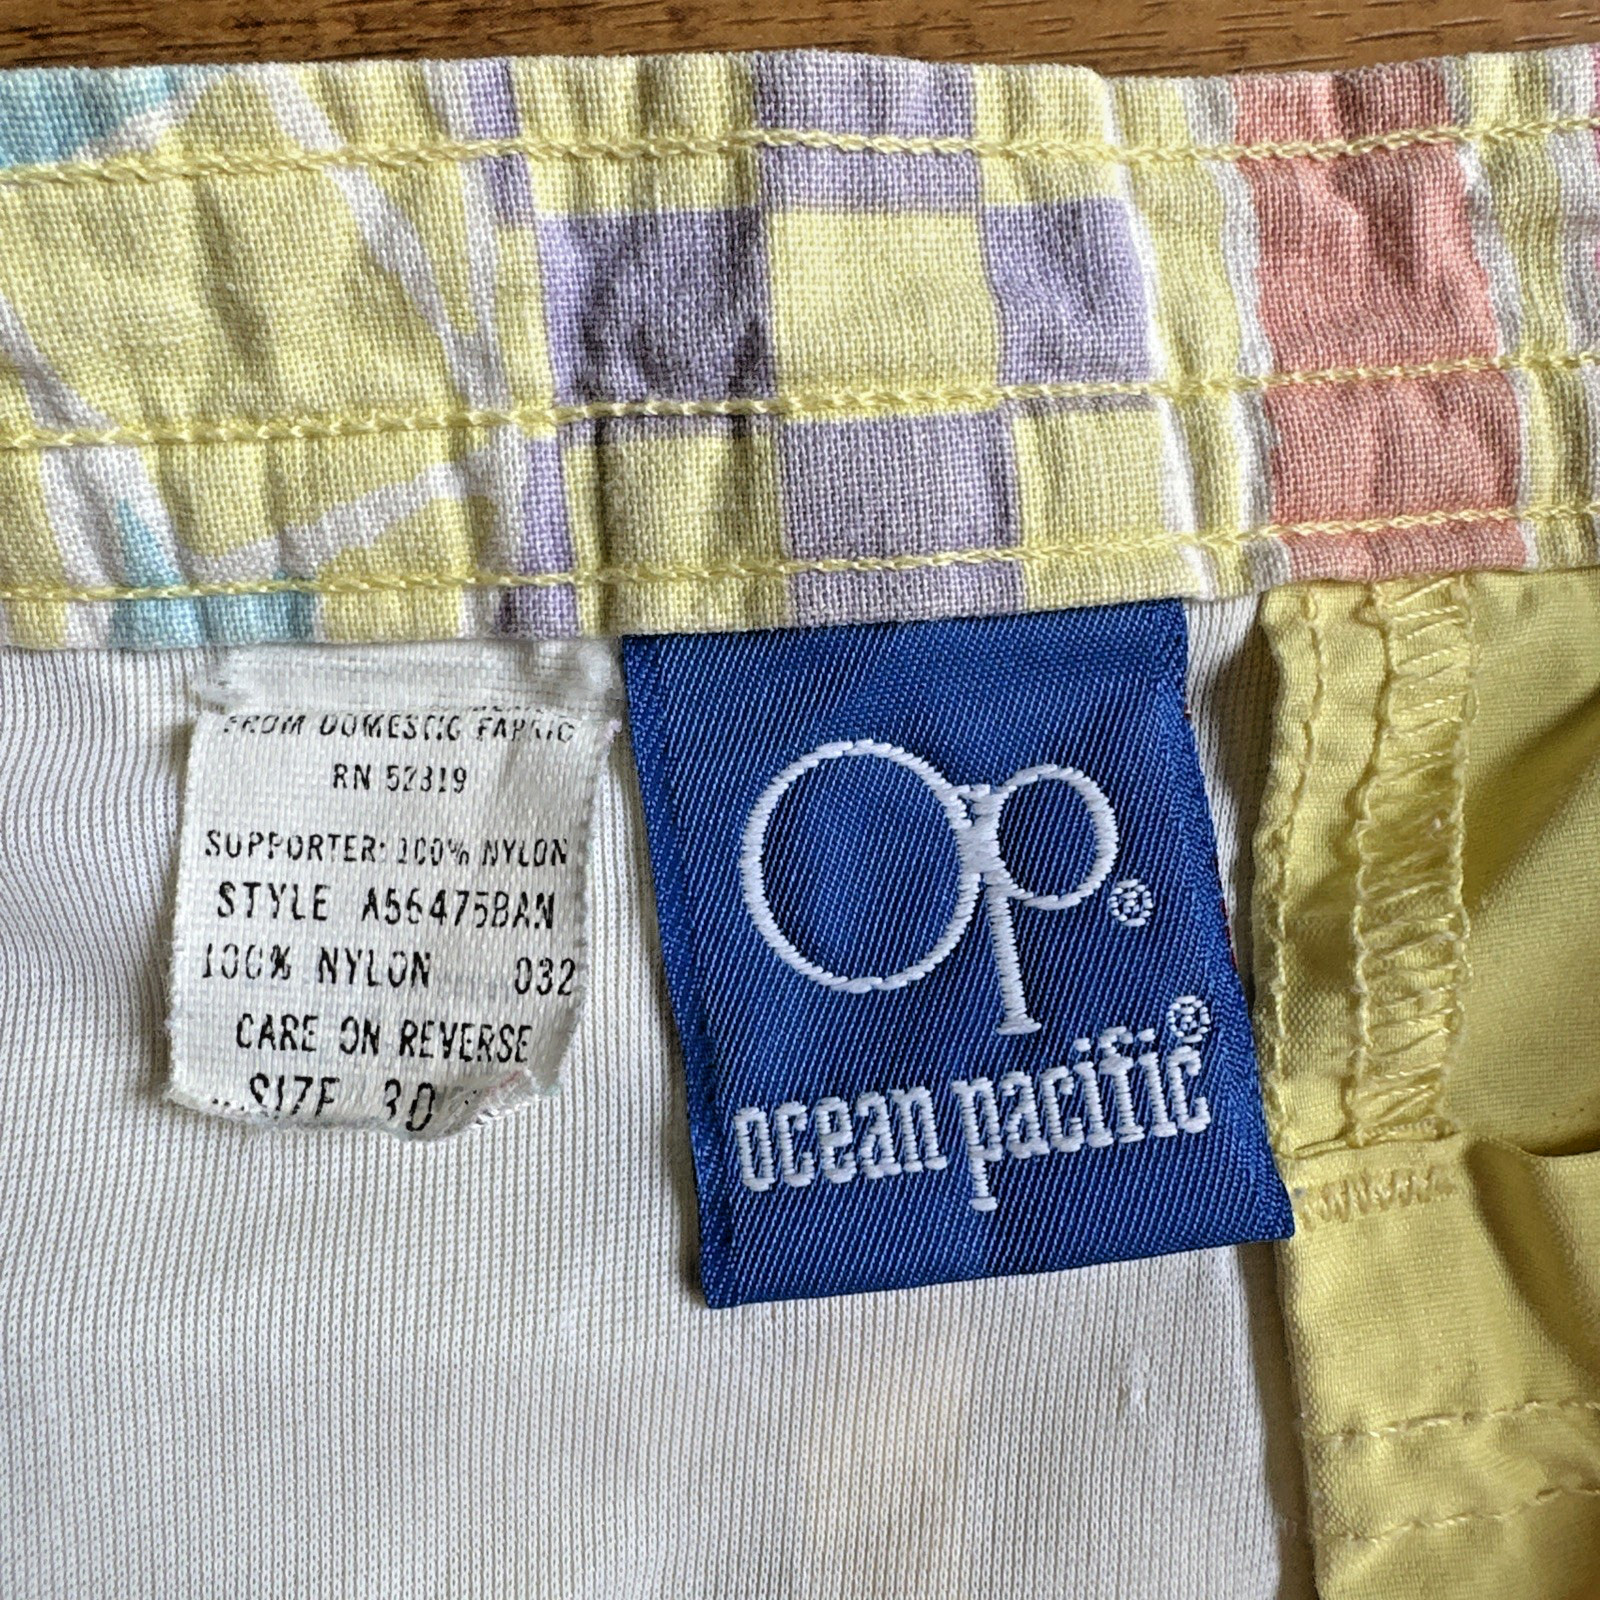 FROM DOMESTIC FABRIC
RN 52319
SUPPORTER: 100% NYLON
STYLE A56475BAN
100% NYLON 032
CARE ON REVERSE
SIZE 30
Op®
ocean pacific®